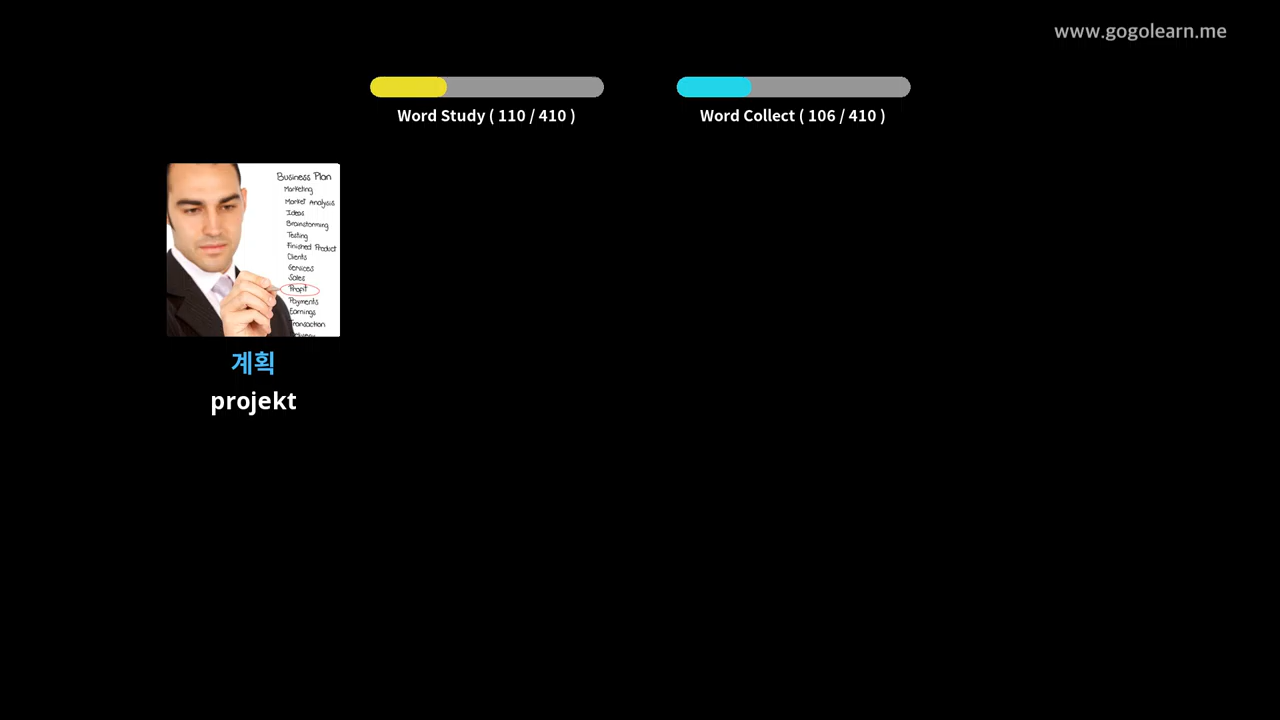 www.gogolearn.me
Word Study ( 110 / 410 )
Word Collect ( 106 / 410 )
Business Plan
Marketing
Market Analysis
Ideas
Brainstorming
Testing
Finished Product
Clients
Services
Sales
Profit
Payments
Earnings
Transaction
계획
projekt